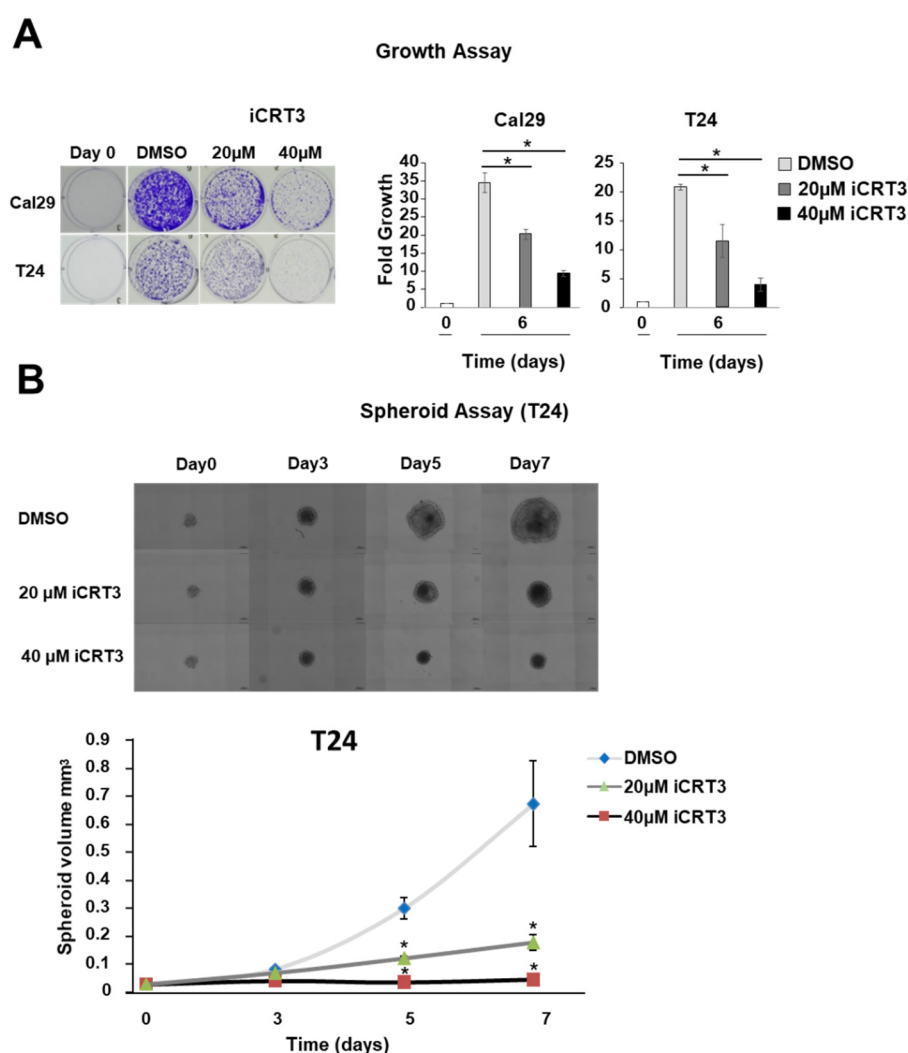 A
Growth Assay
iCRT3
Day 0 DMSO 20µM 40µM
Cal29
T24
Cal29
T24
Fold Growth
40
35
30
25
20
15
10
5
0
25
20
15
10
5
0
* *
* *
DMSO
20µM iCRT3
40µM iCRT3
0 6
Time (days)
0 6
Time (days)
B
Spheroid Assay (T24)
Day0 Day3 Day5 Day7
DMSO
20 µM iCRT3
40 µM iCRT3
T24
Spheroid volume mm³
0.9
0.8
0.7
0.6
0.5
0.4
0.3
0.2
0.1
0
* *
* *
0 3 5 7
Time (days)
DMSO
20µM iCRT3
40µM iCRT3